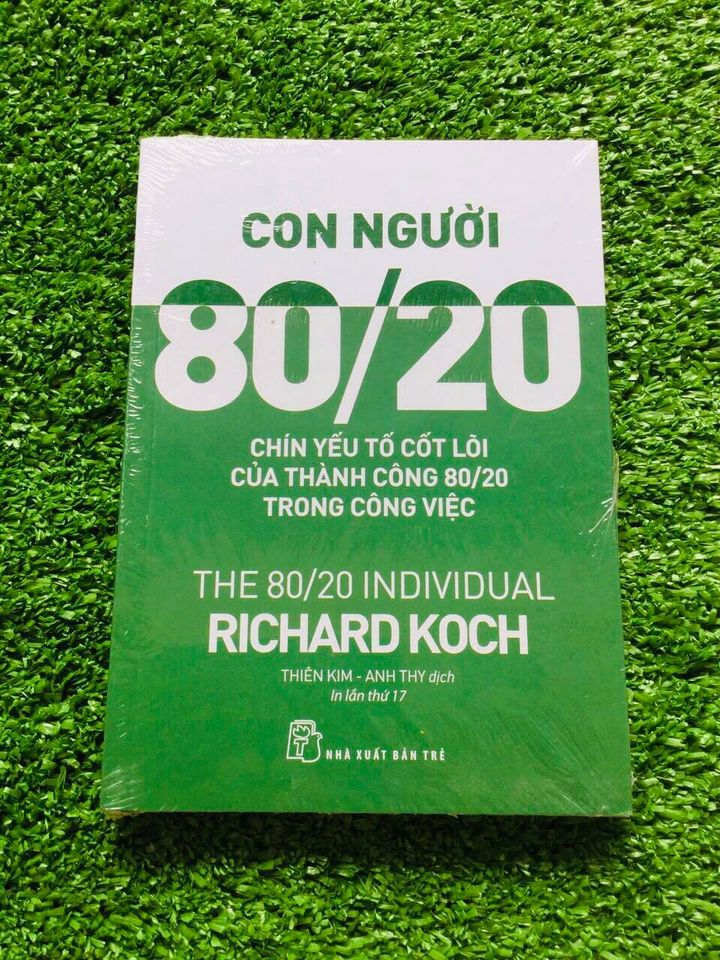 CON NGƯỜI
80/20
CHÍN YẾU TỐ CỐT LÕI
CỦA THÀNH CÔNG 80/20
TRONG CÔNG VIỆC
THE 80/20 INDIVIDUAL
RICHARD KOCH
THIÊN KIM - ANH THY dịch
In lần thứ 17
NHÀ XUẤT BẢN TRẺ